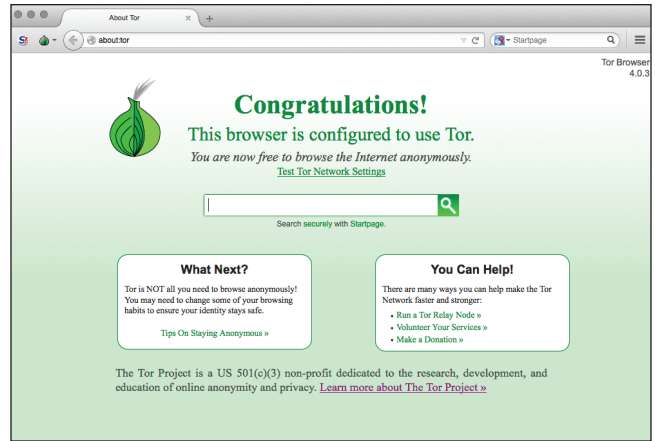 About Tor
about:tor
Startpage
Tor Browser
4.0.3
Congratulations!
This browser is configured to use Tor.
You are now free to browse the Internet anonymously.
Test Tor Network Settings
Search securely with Startpage.
What Next?
Tor is NOT all you need to browse anonymously!
You may need to change some of your browsing
habits to ensure your identity stays safe.
Tips On Staying Anonymous »
You Can Help!
There are many ways you can help make the Tor
Network faster and stronger:
• Run a Tor Relay Node »
• Volunteer Your Services »
• Make a Donation »
The Tor Project is a US 501(c)(3) non-profit dedicated to the research, development, and
education of online anonymity and privacy. Learn more about The Tor Project »